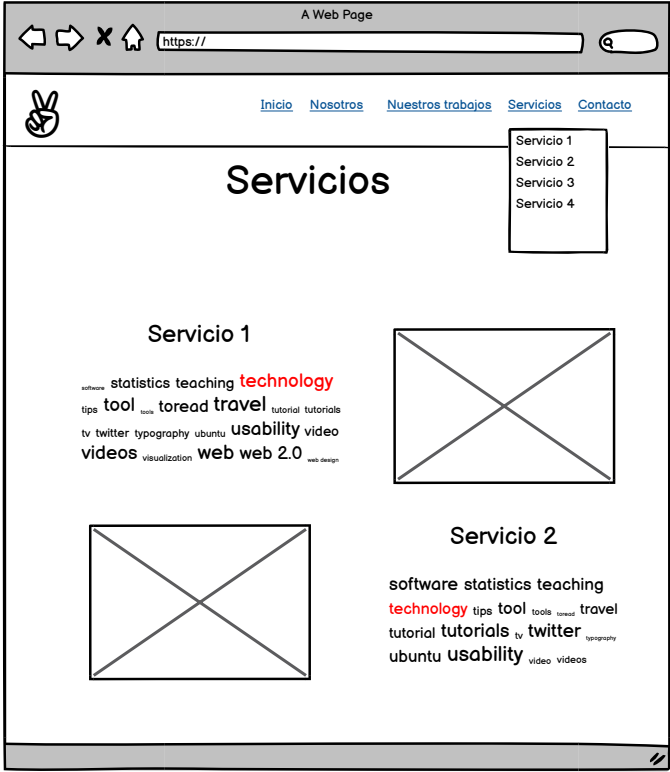 A Web Page
https://
Inicio Nosotros Nuestros trabajos Servicios Contacto
Servicio 1
Servicio 2
Servicio 3
Servicio 4
Servicios
Servicio 1
software statistics teaching technology
tips tool tools toread travel tutorial tutorials
tv twitter typography ubuntu usability video
videos visualization web web 2.0 web design
Servicio 2
software statistics teaching
technology tips tool tools toread travel
tutorial tutorials tv twitter typography
ubuntu usability video videos